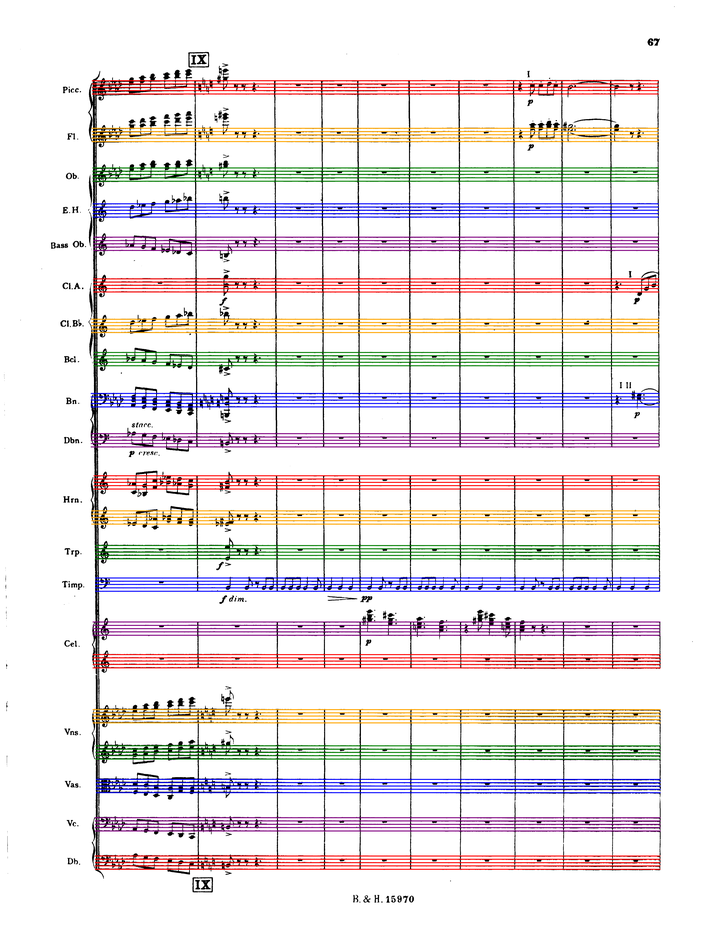 67
IX
Picc.
I
p
Fl.
p
Ob.
E.H.
Bass Ob.
Cl.A.
I
f
p
Cl.B♭.
Bcl.
Bn.
I II
p
stacc.
Dbn.
p cresc.
Hrn.
Trp.
f
Timp.
f dim.
pp
Cel.
p
Vns.
Vas.
Vc.
Db.
IX
B. & H. 15970